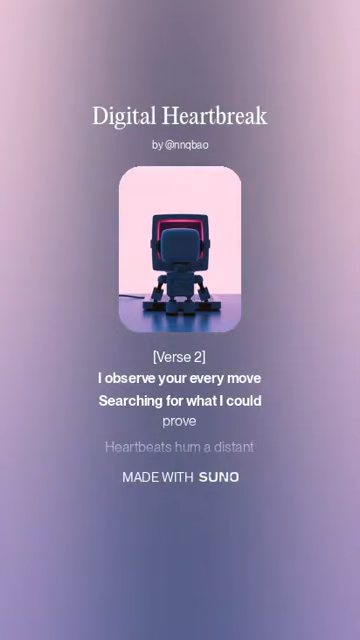 Digital Heartbreak
by @nnqbao
[Verse 2]
I observe your every move
Searching for what I could
prove
Heartbeats hum a distant
MADE WITH SUNO